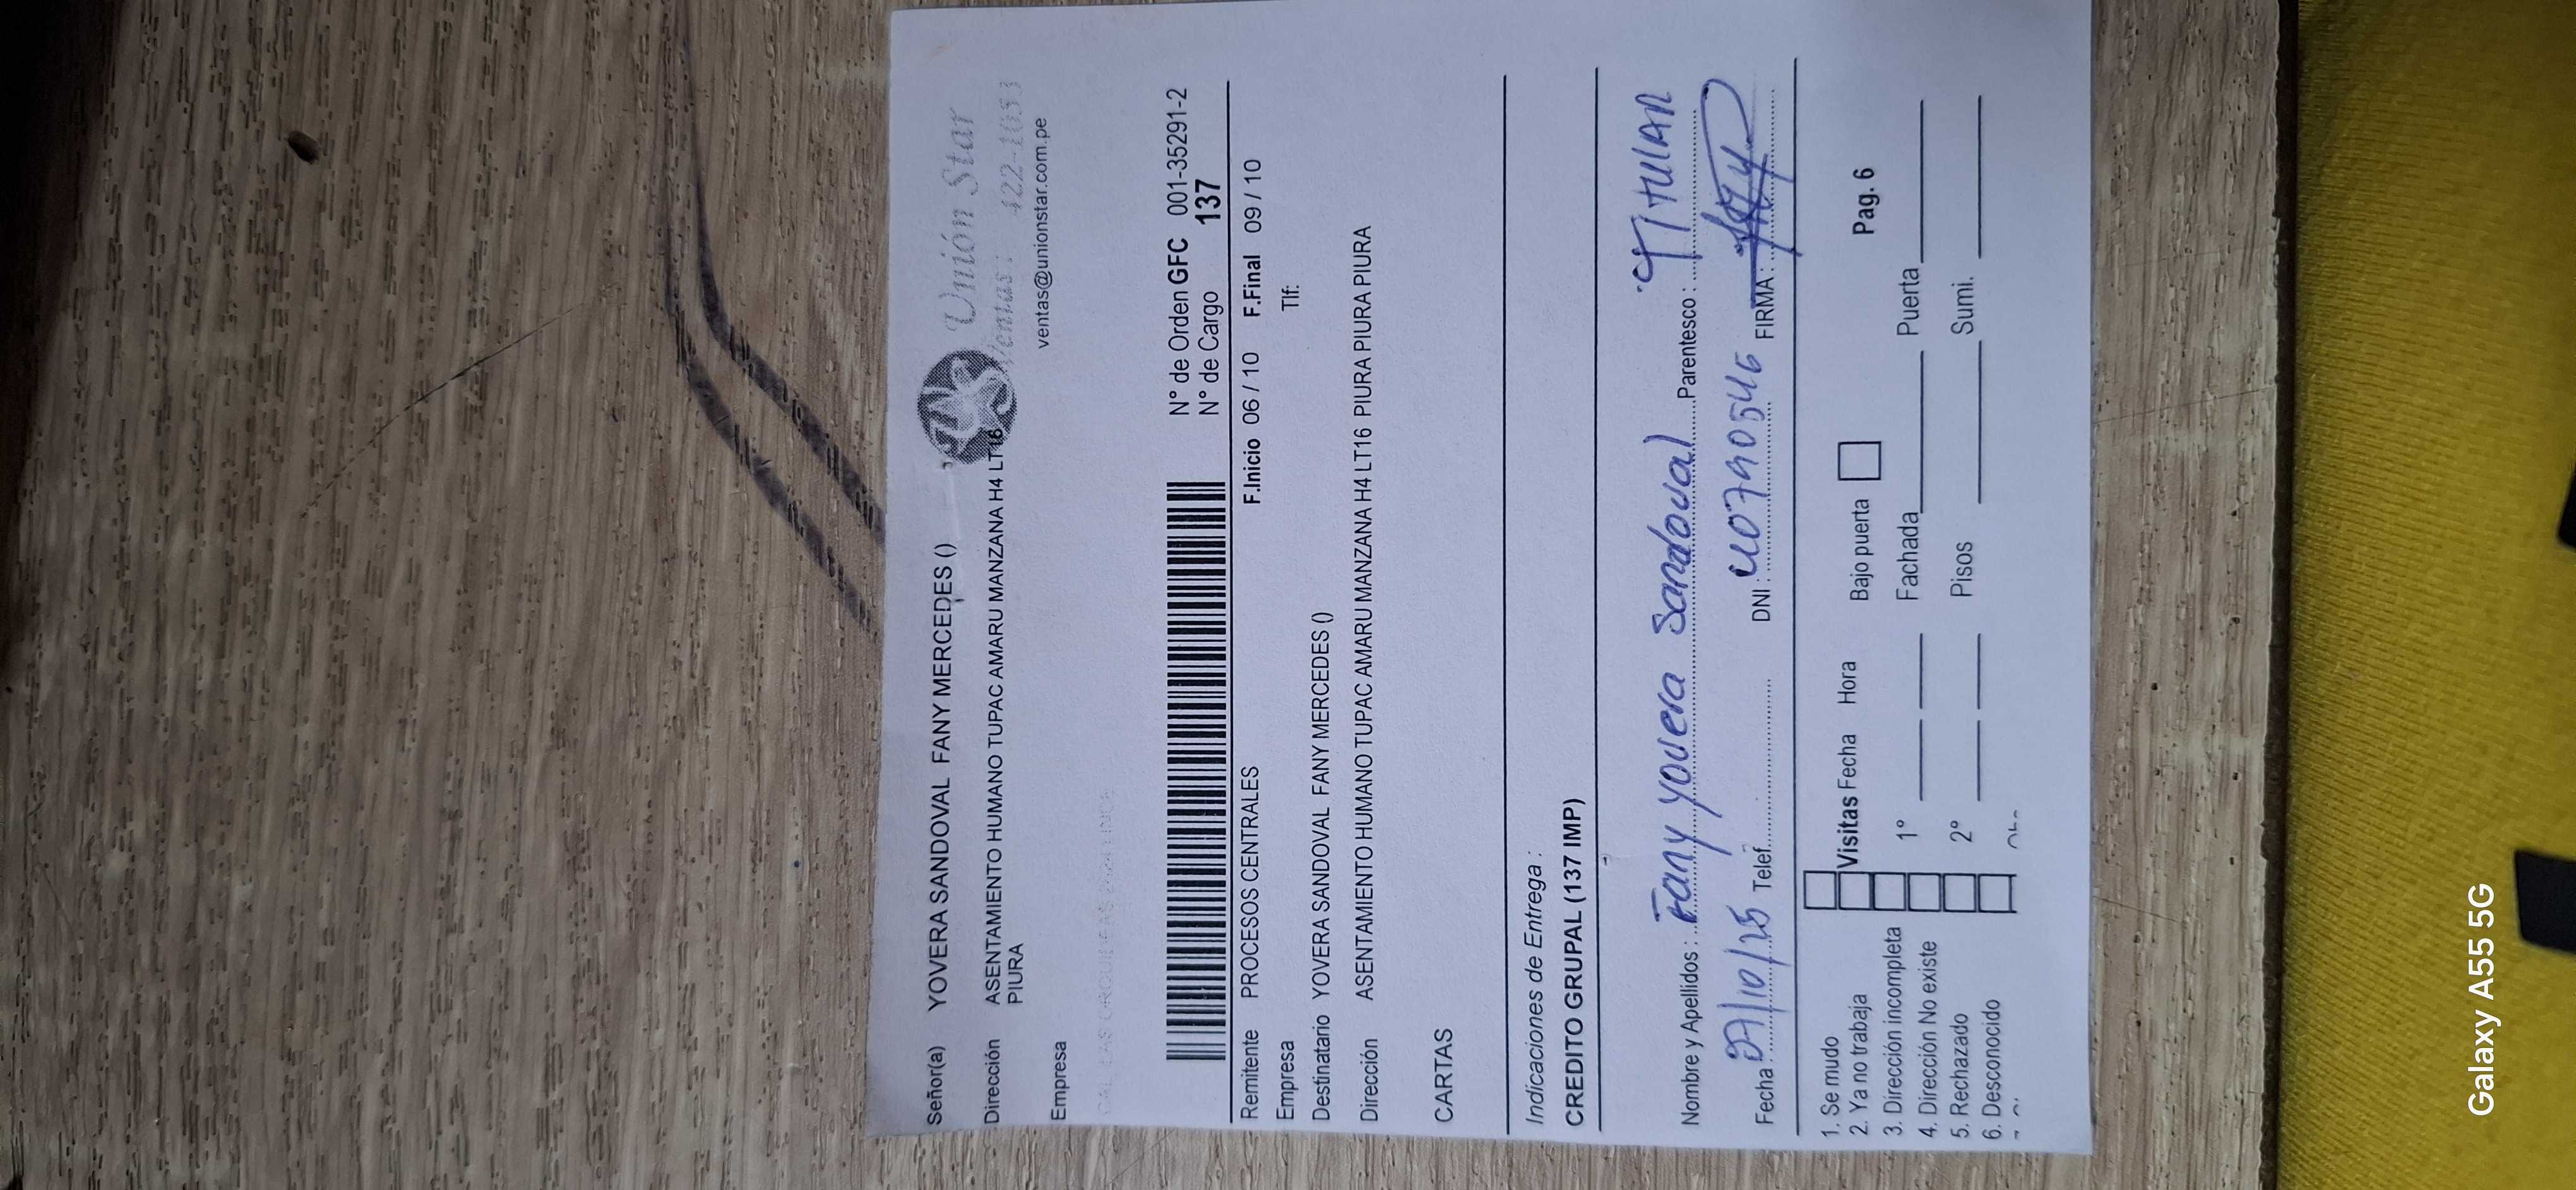 Señor(a) YOVERA SANDOVAL FANY MERCEDES ()
Unión Star
Dirección ASENTAMIENTO HUMANO TUPAC AMARU MANZANA H4 LT16
PIURA
Ventas: 422-1053
ventas@unionstar.com.pe
Empresa
N° de Orden GFC 001-35291-2
N° de Cargo 137
Remitente PROCESOS CENTRALES F.Inicio 06 / 10 F.Final 09 / 10
Empresa Tlf:
Destinatario YOVERA SANDOVAL FANY MERCEDES ()
Dirección ASENTAMIENTO HUMANO TUPAC AMARU MANZANA H4 LT16 PIURA PIURA PIURA
CARTAS
Indicaciones de Entrega :
CREDITO GRUPAL (137 IMP)
Nombre y Apellidos : Fany Yovera Sandoval Parentesco : TITULAR
Fecha : 07/10/25 Telef. DNI : 40790546 FIRMA :
1. Se mudo
2. Ya no trabaja Visitas Fecha Hora Bajo puerta Pag. 6
3. Dirección incompleta
4. Dirección No existe 1° Fachada Puerta
5. Rechazado
6. Desconocido 2° Pisos Sumi.
Galaxy A55 5G